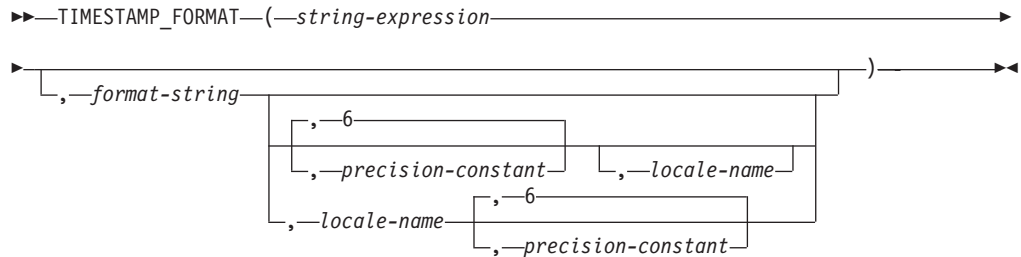 TIMESTAMP_FORMAT ( string-expression
)
, format-string
, 6
, precision-constant , locale-name
, 6
, locale-name
, precision-constant